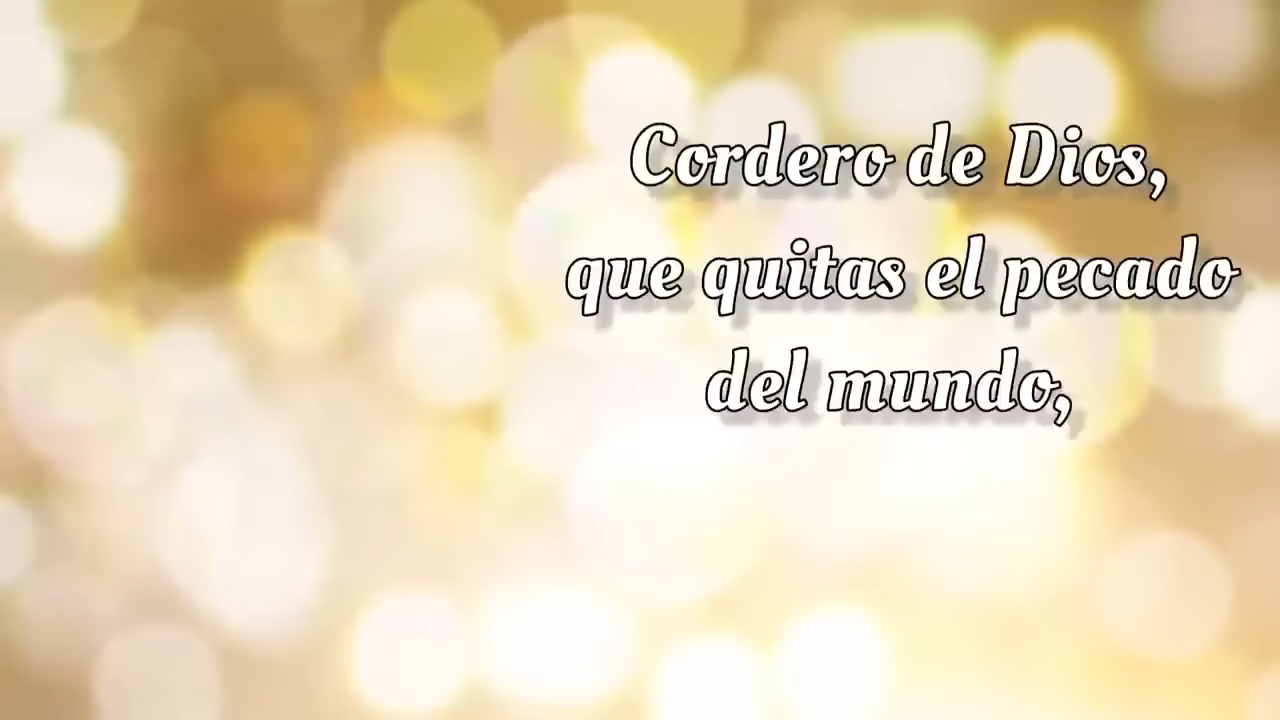 Cordero de Dios,
que quitas el pecado
del mundo,